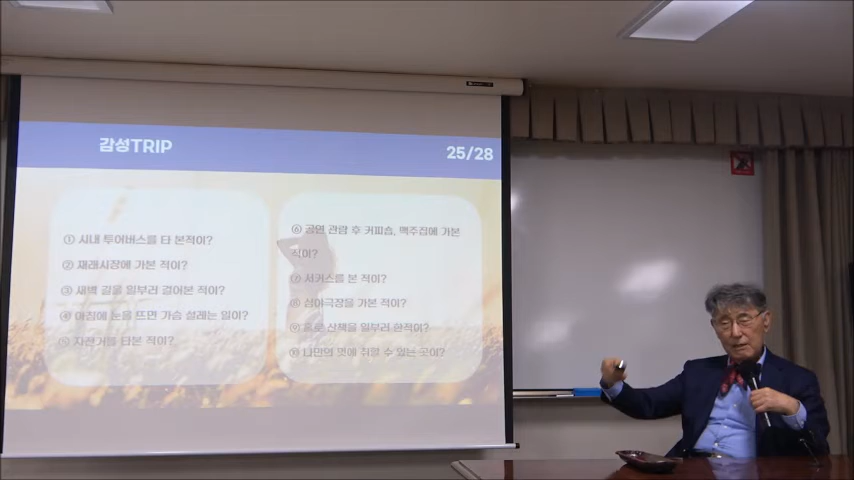 감성TRIP
25/28
① 시내 투어버스를 타 본적이?
② 재래시장에 가본 적이?
③ 새벽 길을 일부러 걸어본 적이?
④ 아침에 눈을 뜨면 가슴 설레는 일이?
⑤ 자전거를 타본 적이?
⑥ 공연 관람 후 커피숍, 맥주집에 가본
적이?
⑦ 서커스를 본 적이?
⑧ 심야극장을 가본 적이?
⑨ 홀로 산책을 일부러 한적이?
⑩ 나만의 멋에 취할 수 있는 곳이?